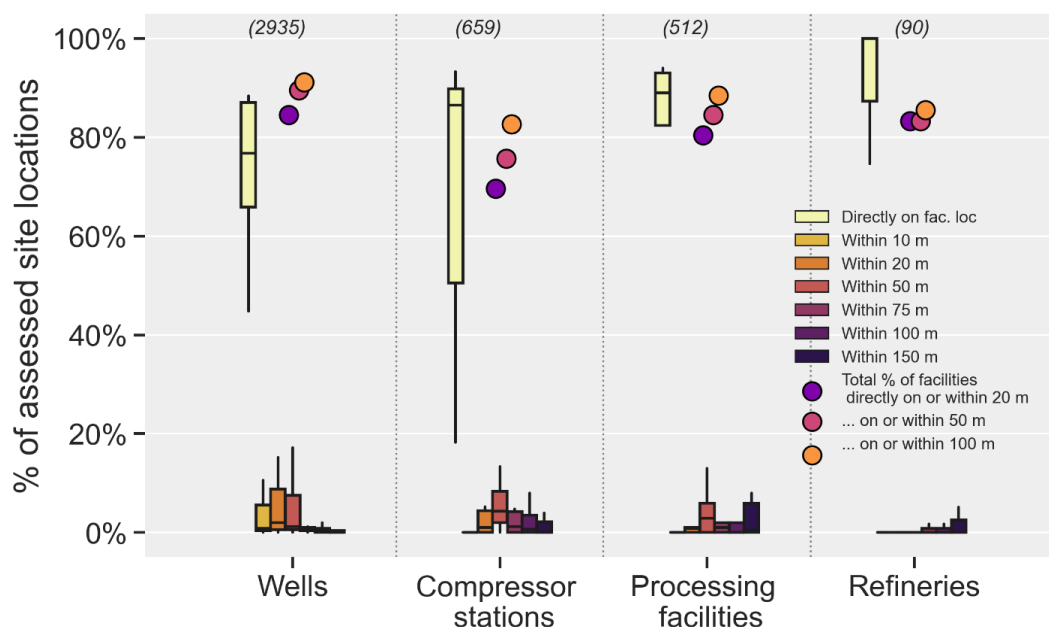 (2935)
(659)
(512)
(90)
100%
80%
60%
40%
20%
0%
% of assessed site locations
Directly on fac. loc
Within 10 m
Within 20 m
Within 50 m
Within 75 m
Within 100 m
Within 150 m
Total % of facilities
directly on or within 20 m
... on or within 50 m
... on or within 100 m
Wells
Compressor
stations
Processing
facilities
Refineries